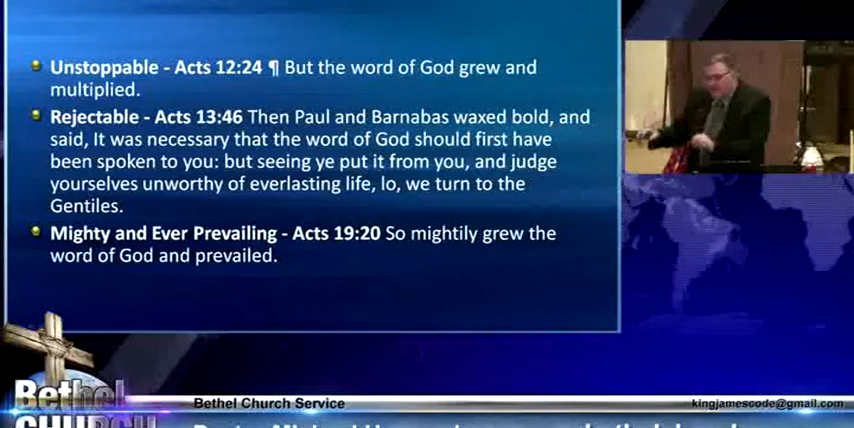 Unstoppable - Acts 12:24 ¶ But the word of God grew and
multiplied.
Rejectable - Acts 13:46 Then Paul and Barnabas waxed bold, and
said, It was necessary that the word of God should first have
been spoken to you: but seeing ye put it from you, and judge
yourselves unworthy of everlasting life, lo, we turn to the
Gentiles.
Mighty and Ever Prevailing - Acts 19:20 So mightily grew the
word of God and prevailed.
Bethel
CHURCH
Bethel Church Service
kingjamescode@gmail.com